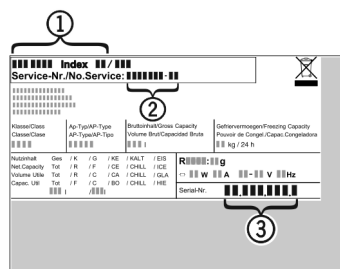 1
Index /
Service-Nr./No.Service: -
2
Klasse/Class Ap-Typ/AP-Type Bruttoinhalt/Gross Capacity Gefriervermoegen/Freezing Capacity
Classe/Clase AP-Type/AP-Tipo Volume Brut/Capacidad Bruta Pouvoir de Congel./Capac.Congeladora
l kg / 24 h
Nutzinhalt Ges / K / G / KE / KALT / EIS
Net.Capacity Tot / R / F / CE / CHILL / ICE
Volume Utile Tot / R / C / CA / CHILL / GLA
Capac. Util Tot / F / C / BO / CHILL / HIE
l / l
R : g
W A - V Hz
Serial-Nr. . . .
3